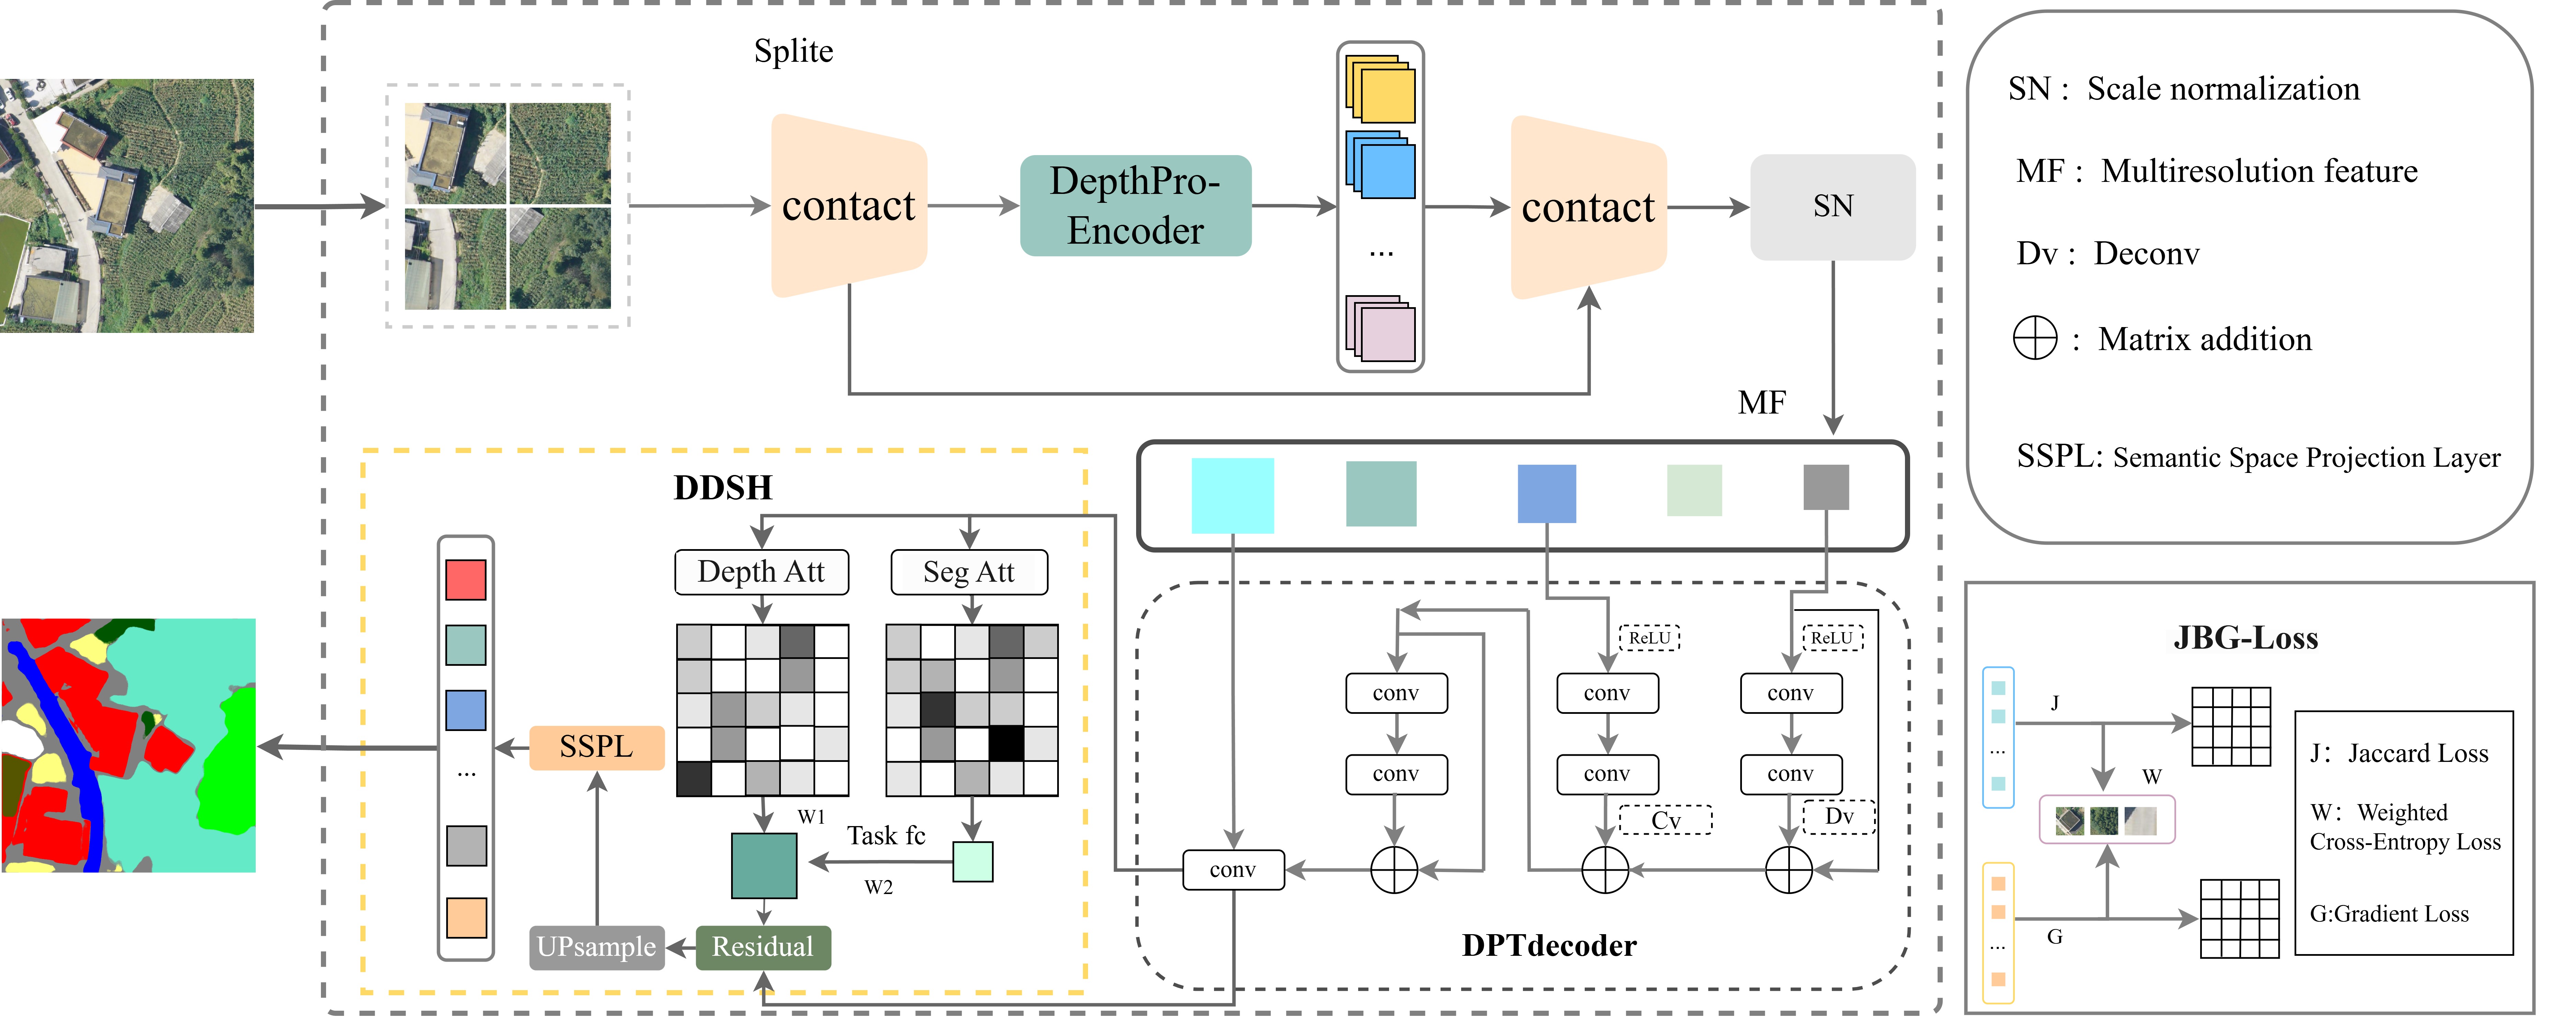 Splite
contact
DepthPro-
Encoder
...
contact
SN
MF
SN : Scale normalization
MF : Multiresolution feature
Dv : Deconv
: Matrix addition
SSPL: Semantic Space Projection Layer
DDSH
Depth Att
Seg Att
W1
Task fc
W2
Residual
UPsample
SSPL
...
ReLU
ReLU
conv
conv
conv
conv
conv
conv
Cv
Dv
conv
DPTdecoder
JBG-Loss
J
...
W
...
G
J: Jaccard Loss
W: Weighted
Cross-Entropy Loss
G:Gradient Loss